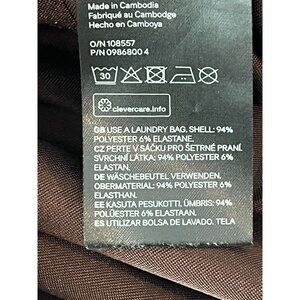 Made in Cambodia
Fabriqué au Cambodge
Hecho en Camboya
O/N 108557
P/N 0986800 4
30
clevercare.info
GB USE A LAUNDRY BAG. SHELL: 94%
POLYESTER 6% ELASTANE.
CZ PERTE V SÁČKU PRO ŠETRNÉ PRANÍ.
SVRCHNÍ LÁTKA: 94% POLYESTER 6%
ELASTAN.
DE WÄSCHEBEUTEL VERWENDEN.
OBERMATERIAL: 94% POLYESTER 6%
ELASTHAN.
EE KASUTA PESUKOTTI. ÜMBRIS: 94%
POLÜESTER 6% ELASTAAN.
ES UTILIZAR BOLSA DE LAVADO. TELA